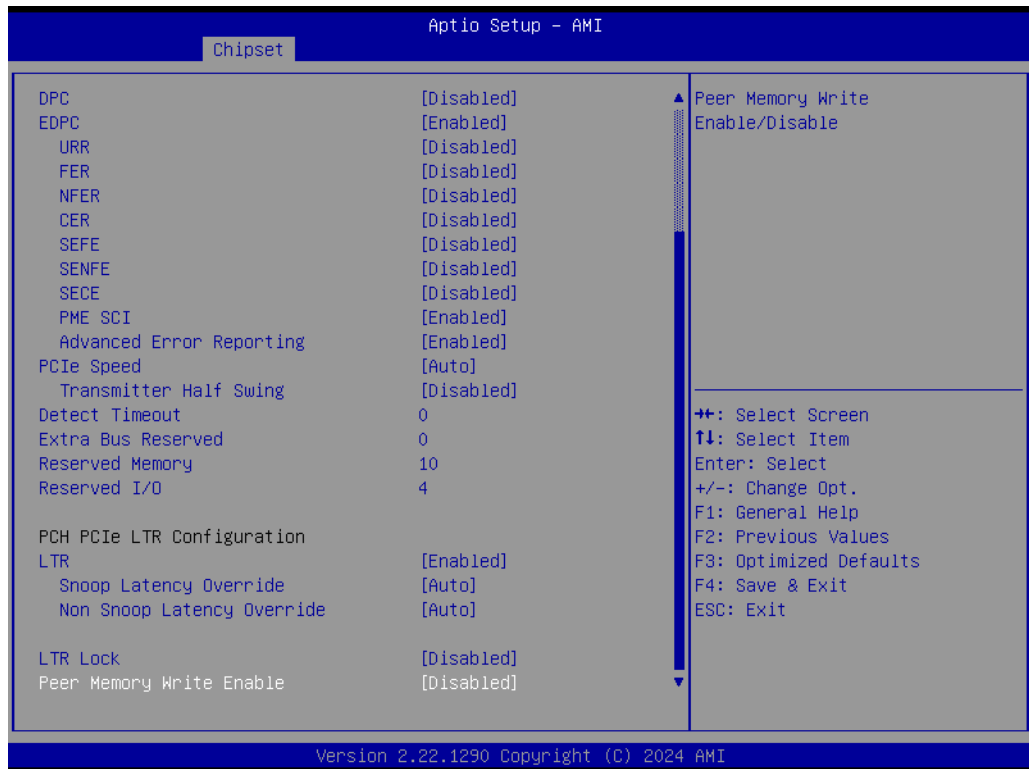 Aptio Setup – AMI
Chipset
DPC [Disabled]
EDPC [Enabled]
URR [Disabled]
FER [Disabled]
NFER [Disabled]
CER [Disabled]
SEFE [Disabled]
SENFE [Disabled]
SECE [Disabled]
PME SCI [Enabled]
Advanced Error Reporting [Enabled]
PCIe Speed [Auto]
Transmitter Half Swing [Disabled]
Detect Timeout 0
Extra Bus Reserved 0
Reserved Memory 10
Reserved I/O 4
PCH PCIe LTR Configuration
LTR [Enabled]
Snoop Latency Override [Auto]
Non Snoop Latency Override [Auto]
LTR Lock [Disabled]
Peer Memory Write Enable [Disabled]
Peer Memory Write
Enable/Disable
→←: Select Screen
↑↓: Select Item
Enter: Select
+/-: Change Opt.
F1: General Help
F2: Previous Values
F3: Optimized Defaults
F4: Save & Exit
ESC: Exit
Version 2.22.1290 Copyright (C) 2024 AMI